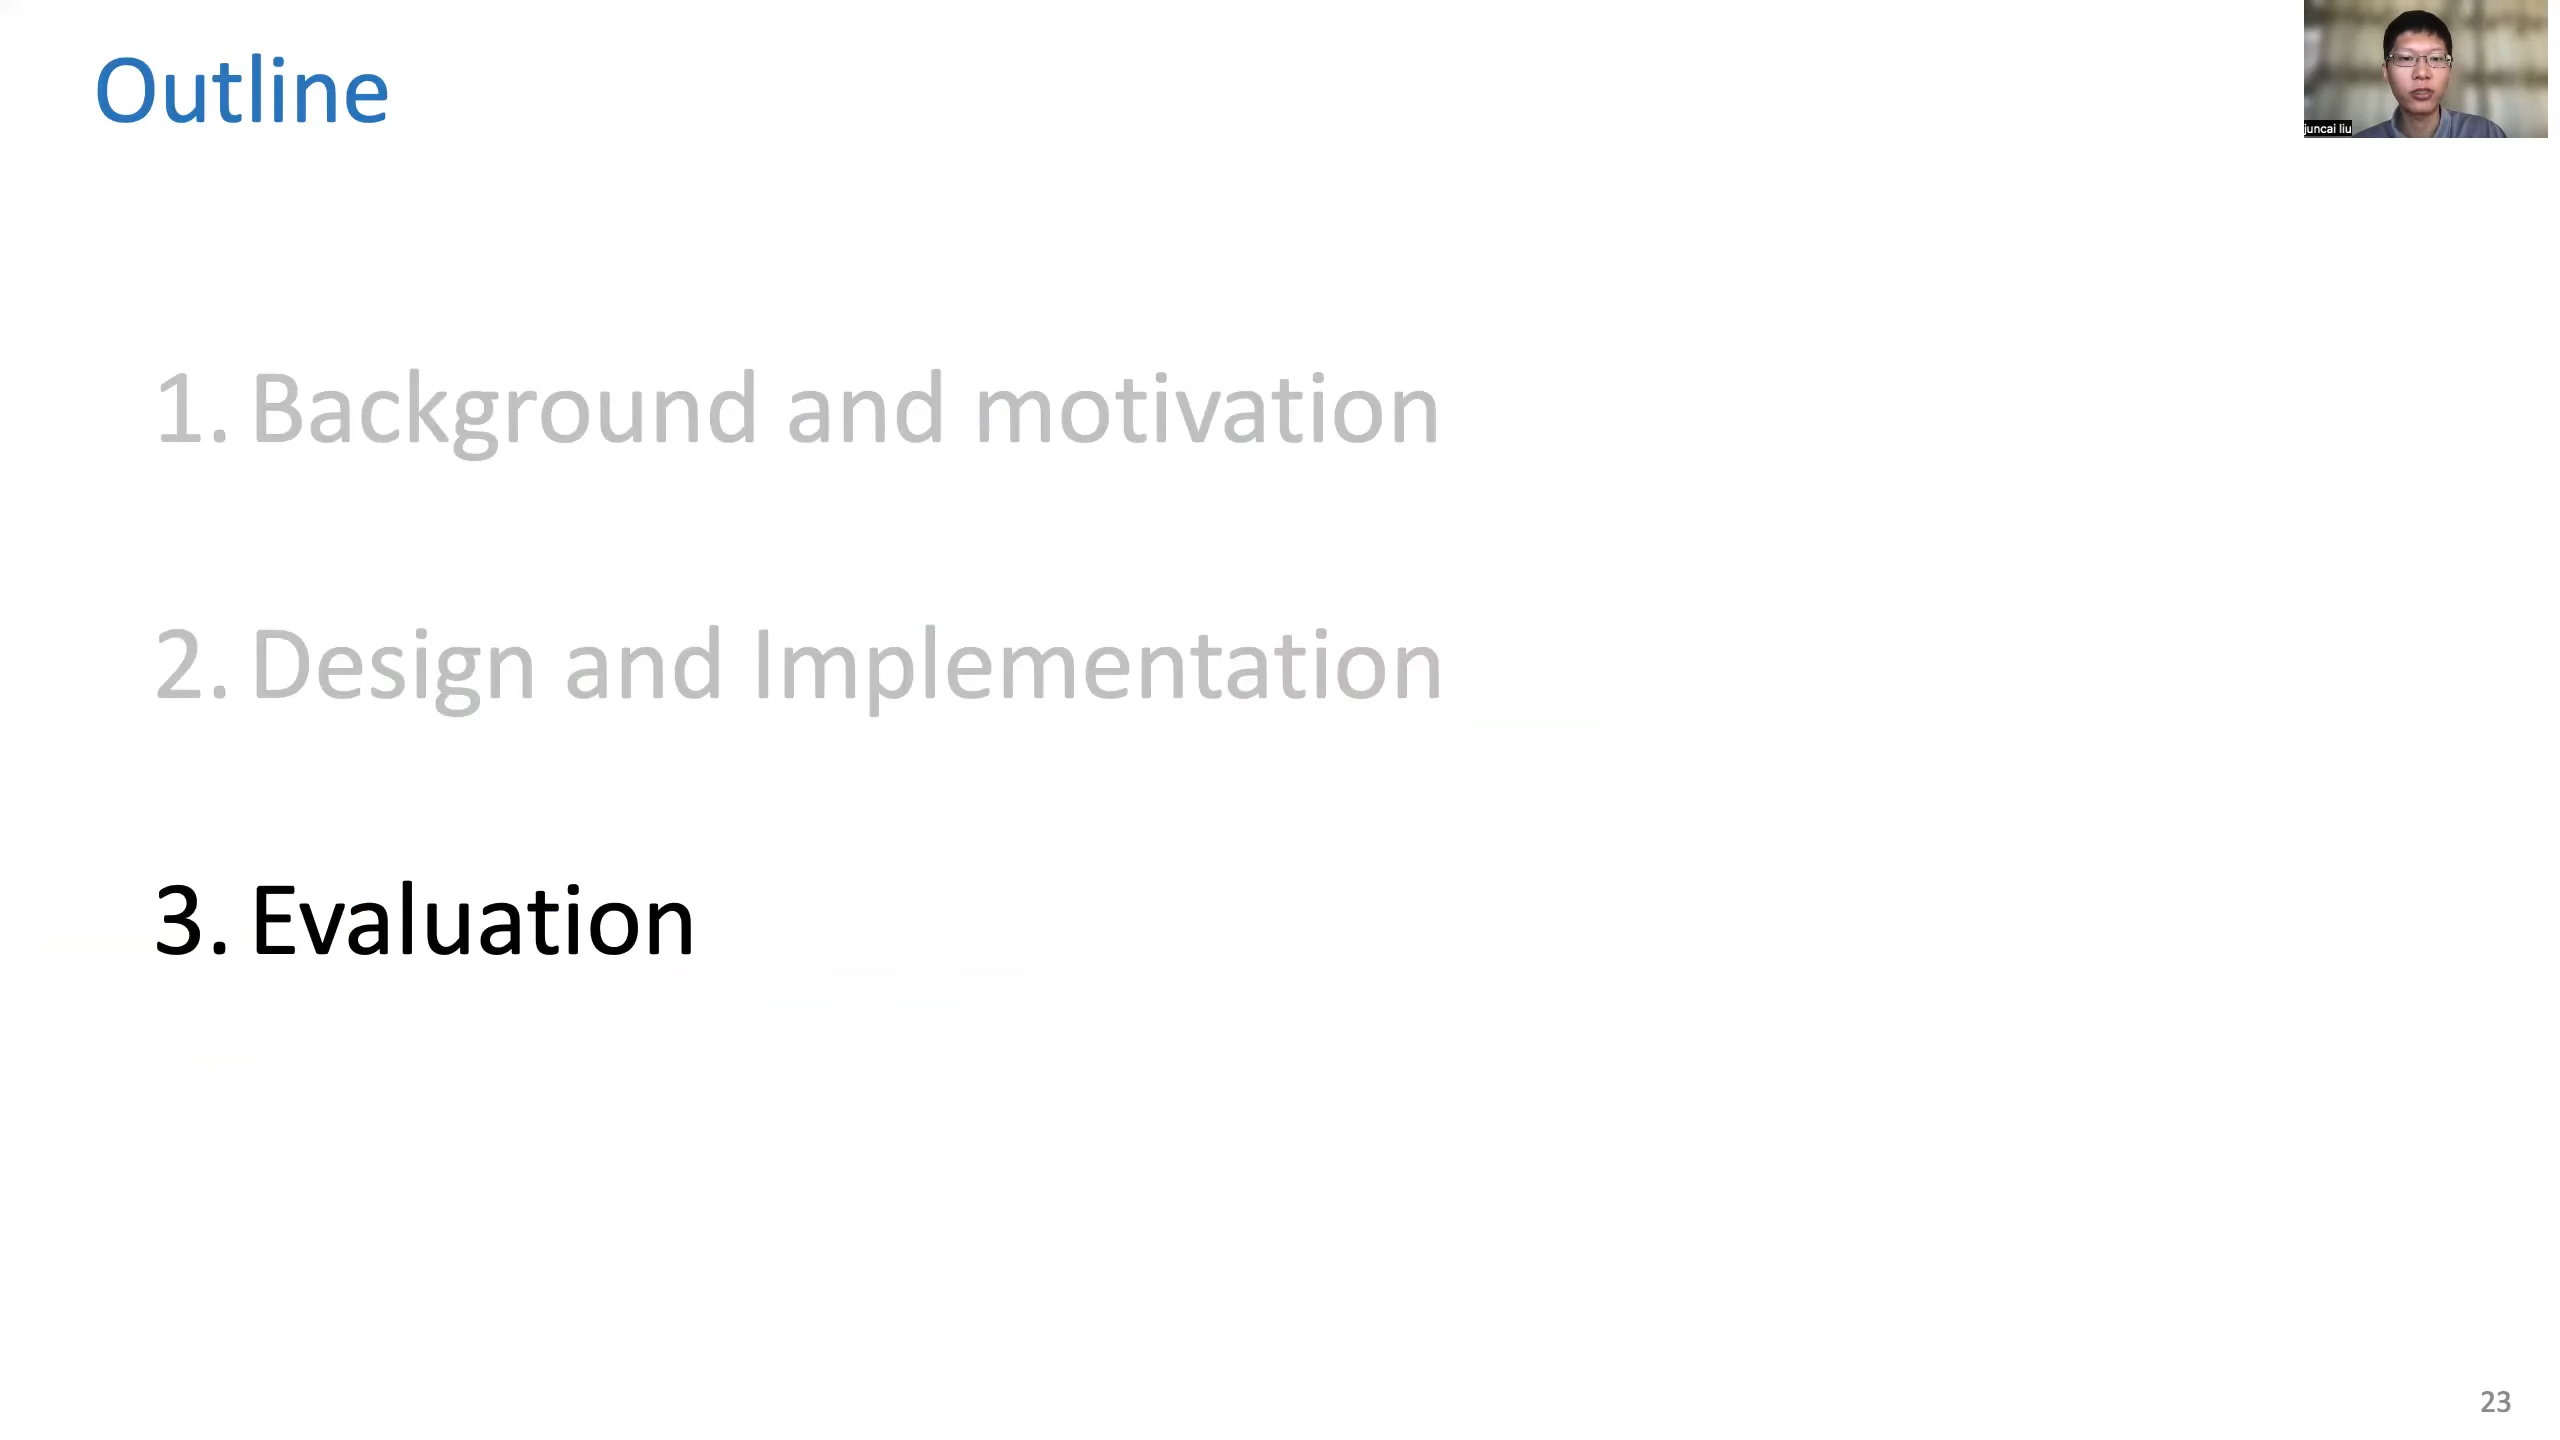 Outline
juncai liu
1. Background and motivation
2. Design and Implementation
3. Evaluation
23